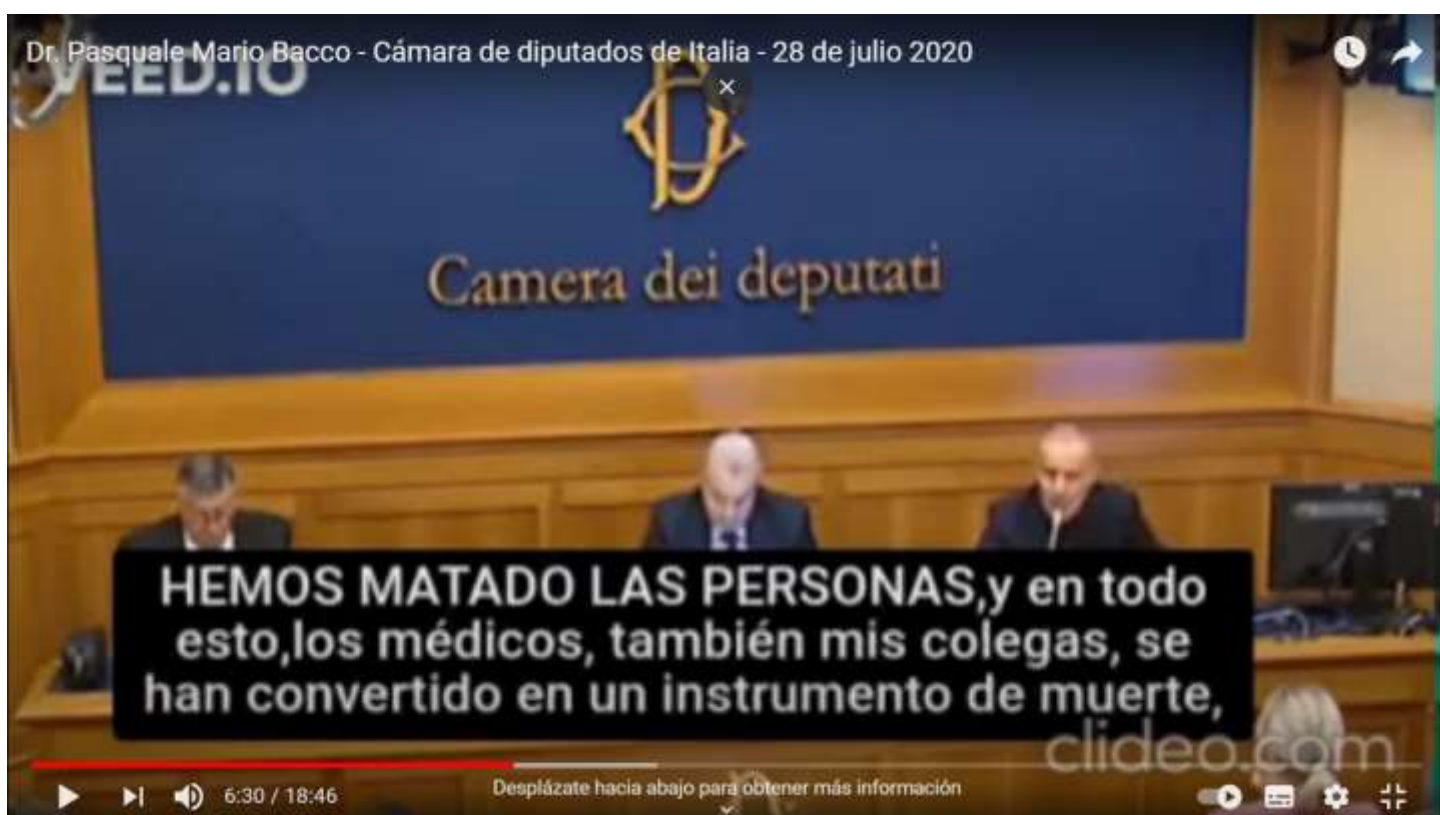 Dr. Pasquale Mario Bacco - Cámara de diputados de Italia - 28 de julio 2020
VEED.IO
Camera dei deputati
HEMOS MATADO LAS PERSONAS,y en todo
esto,los médicos, también mis colegas, se
han convertido en un instrumento de muerte,
clideo.com
6:30 / 18:46
Desplázate hacia abajo para obtener más información